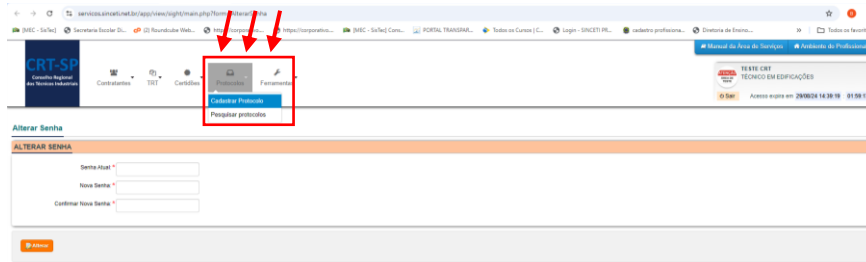 servicos.sinceti.net.br/app/view/sight/main.php?form=AlterarSenha
[MEC - SisTec]
Secretaria Escolar Di...
(2) Roundcube Web...
https://corporativo...
[MEC - SisTec] Com...
PORTAL TRANSPAR...
Todos os Cursos | C...
Login - SINCETI PR...
cadastro profissiona...
Diretoria de Ensino...
»
Todos os favorit
Manual da Área de Serviços
Ambiente do Profissiona
CRT-SP
Conselho Regional
dos Técnicos Industriais
Contratantes
TRT
Certidões
Protocolos
Ferramentas
Cadastrar Protocolo
Pesquisar protocolos
TESTE CRT
TÉCNICO EM EDIFICAÇÕES
Sair
Acesso expira em 29/08/24 14:39:19
Alterar Senha
ALTERAR SENHA
Senha Atual: *
Nova Senha: *
Confirmar Nova Senha: *
Alterar